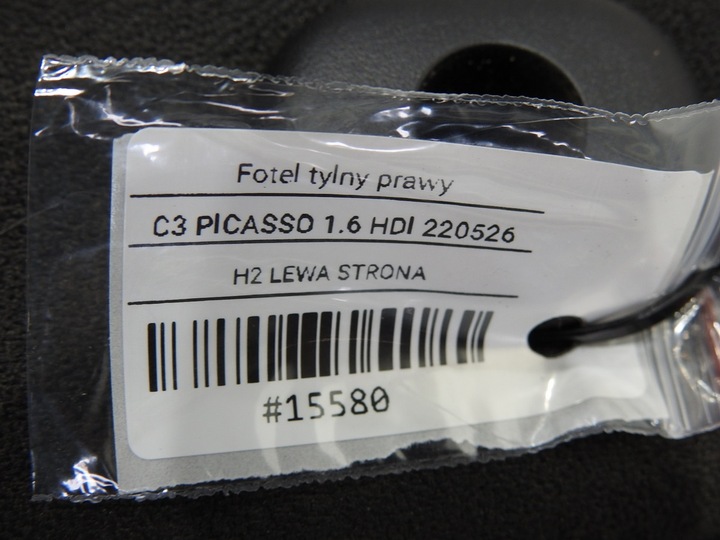 Fotel tylny prawy
C3 PICASSO 1.6 HDI 220526
H2 LEWA STRONA
#15580